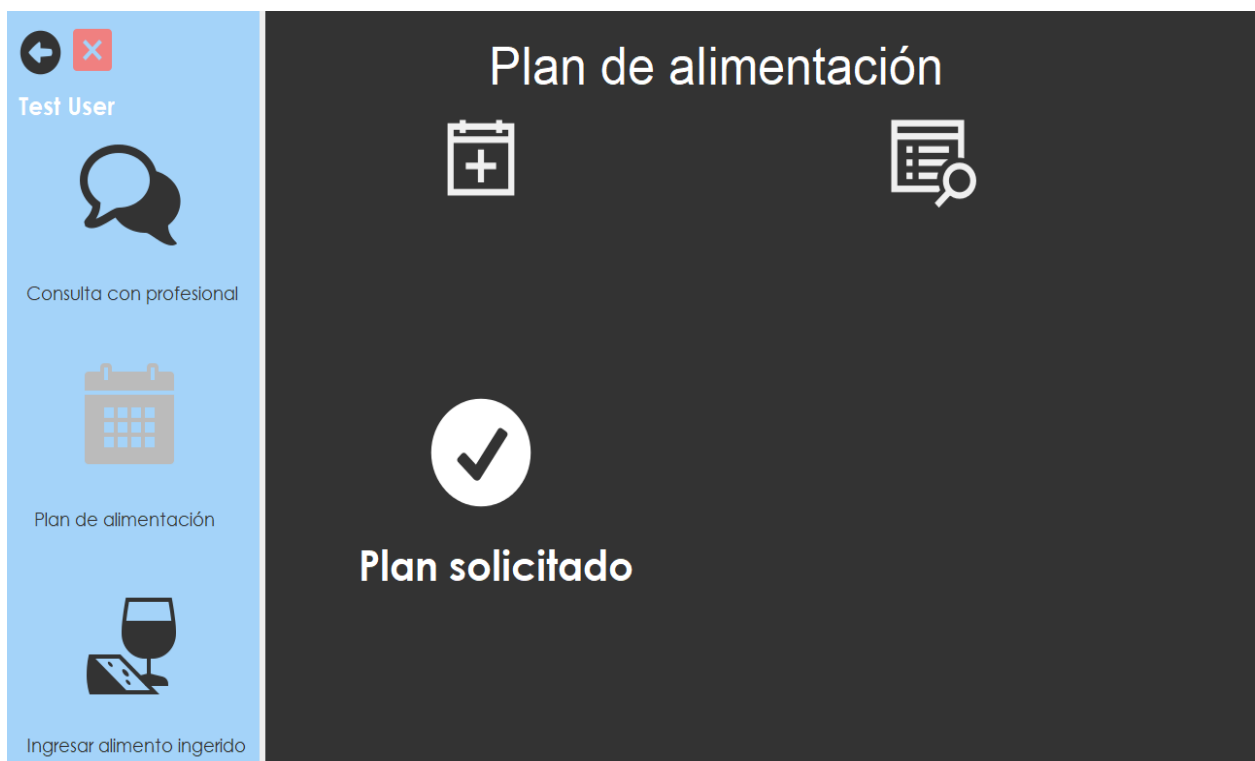 Test User
Consulta con profesional
Plan de alimentación
Ingresar alimento ingerido
Plan de alimentación
Plan solicitado